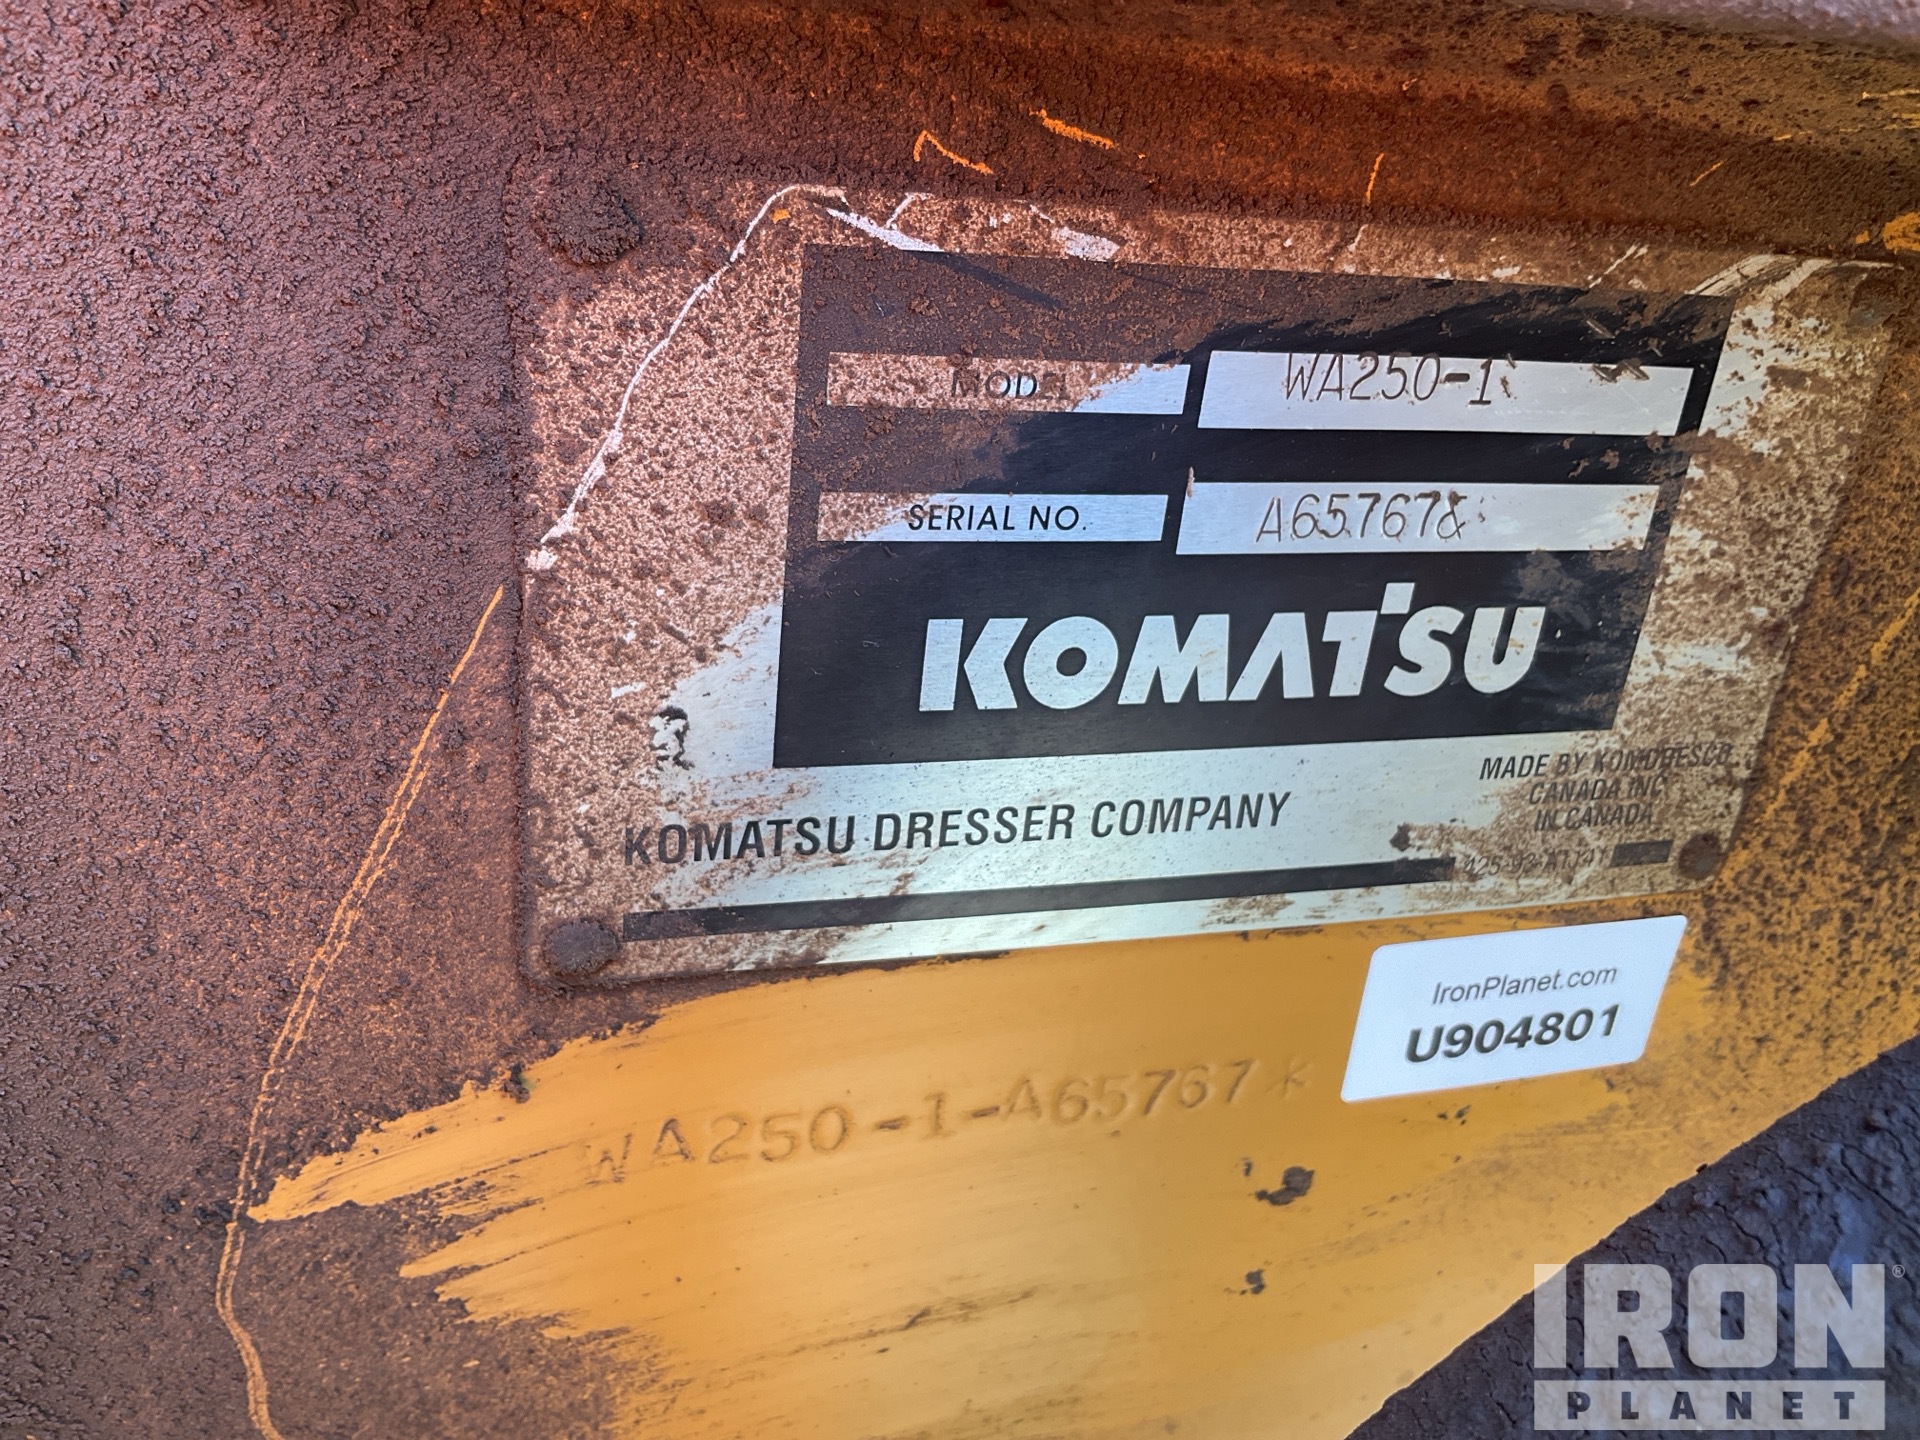 MODEL WA250-1
SERIAL NO. A65767&
KOMATSU
KOMATSU DRESSER COMPANY
MADE BY KOMDRESCO
CANADA INC
IN CANADA
IronPlanet.com
U904801
WA250-1-A65767*
IRON
PLANET
®